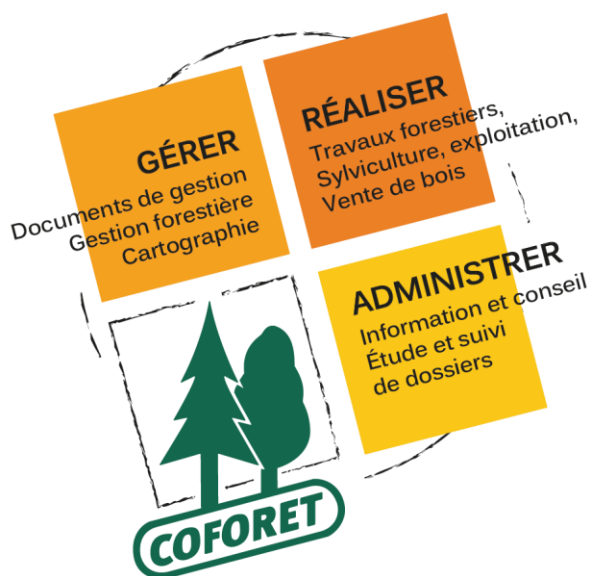 GÉRER
Documents de gestion
Gestion forestière
Cartographie
RÉALISER
Travaux forestiers,
Sylviculture, exploitation,
Vente de bois
ADMINISTRER
Information et conseil
Étude et suivi
de dossiers
COFORET